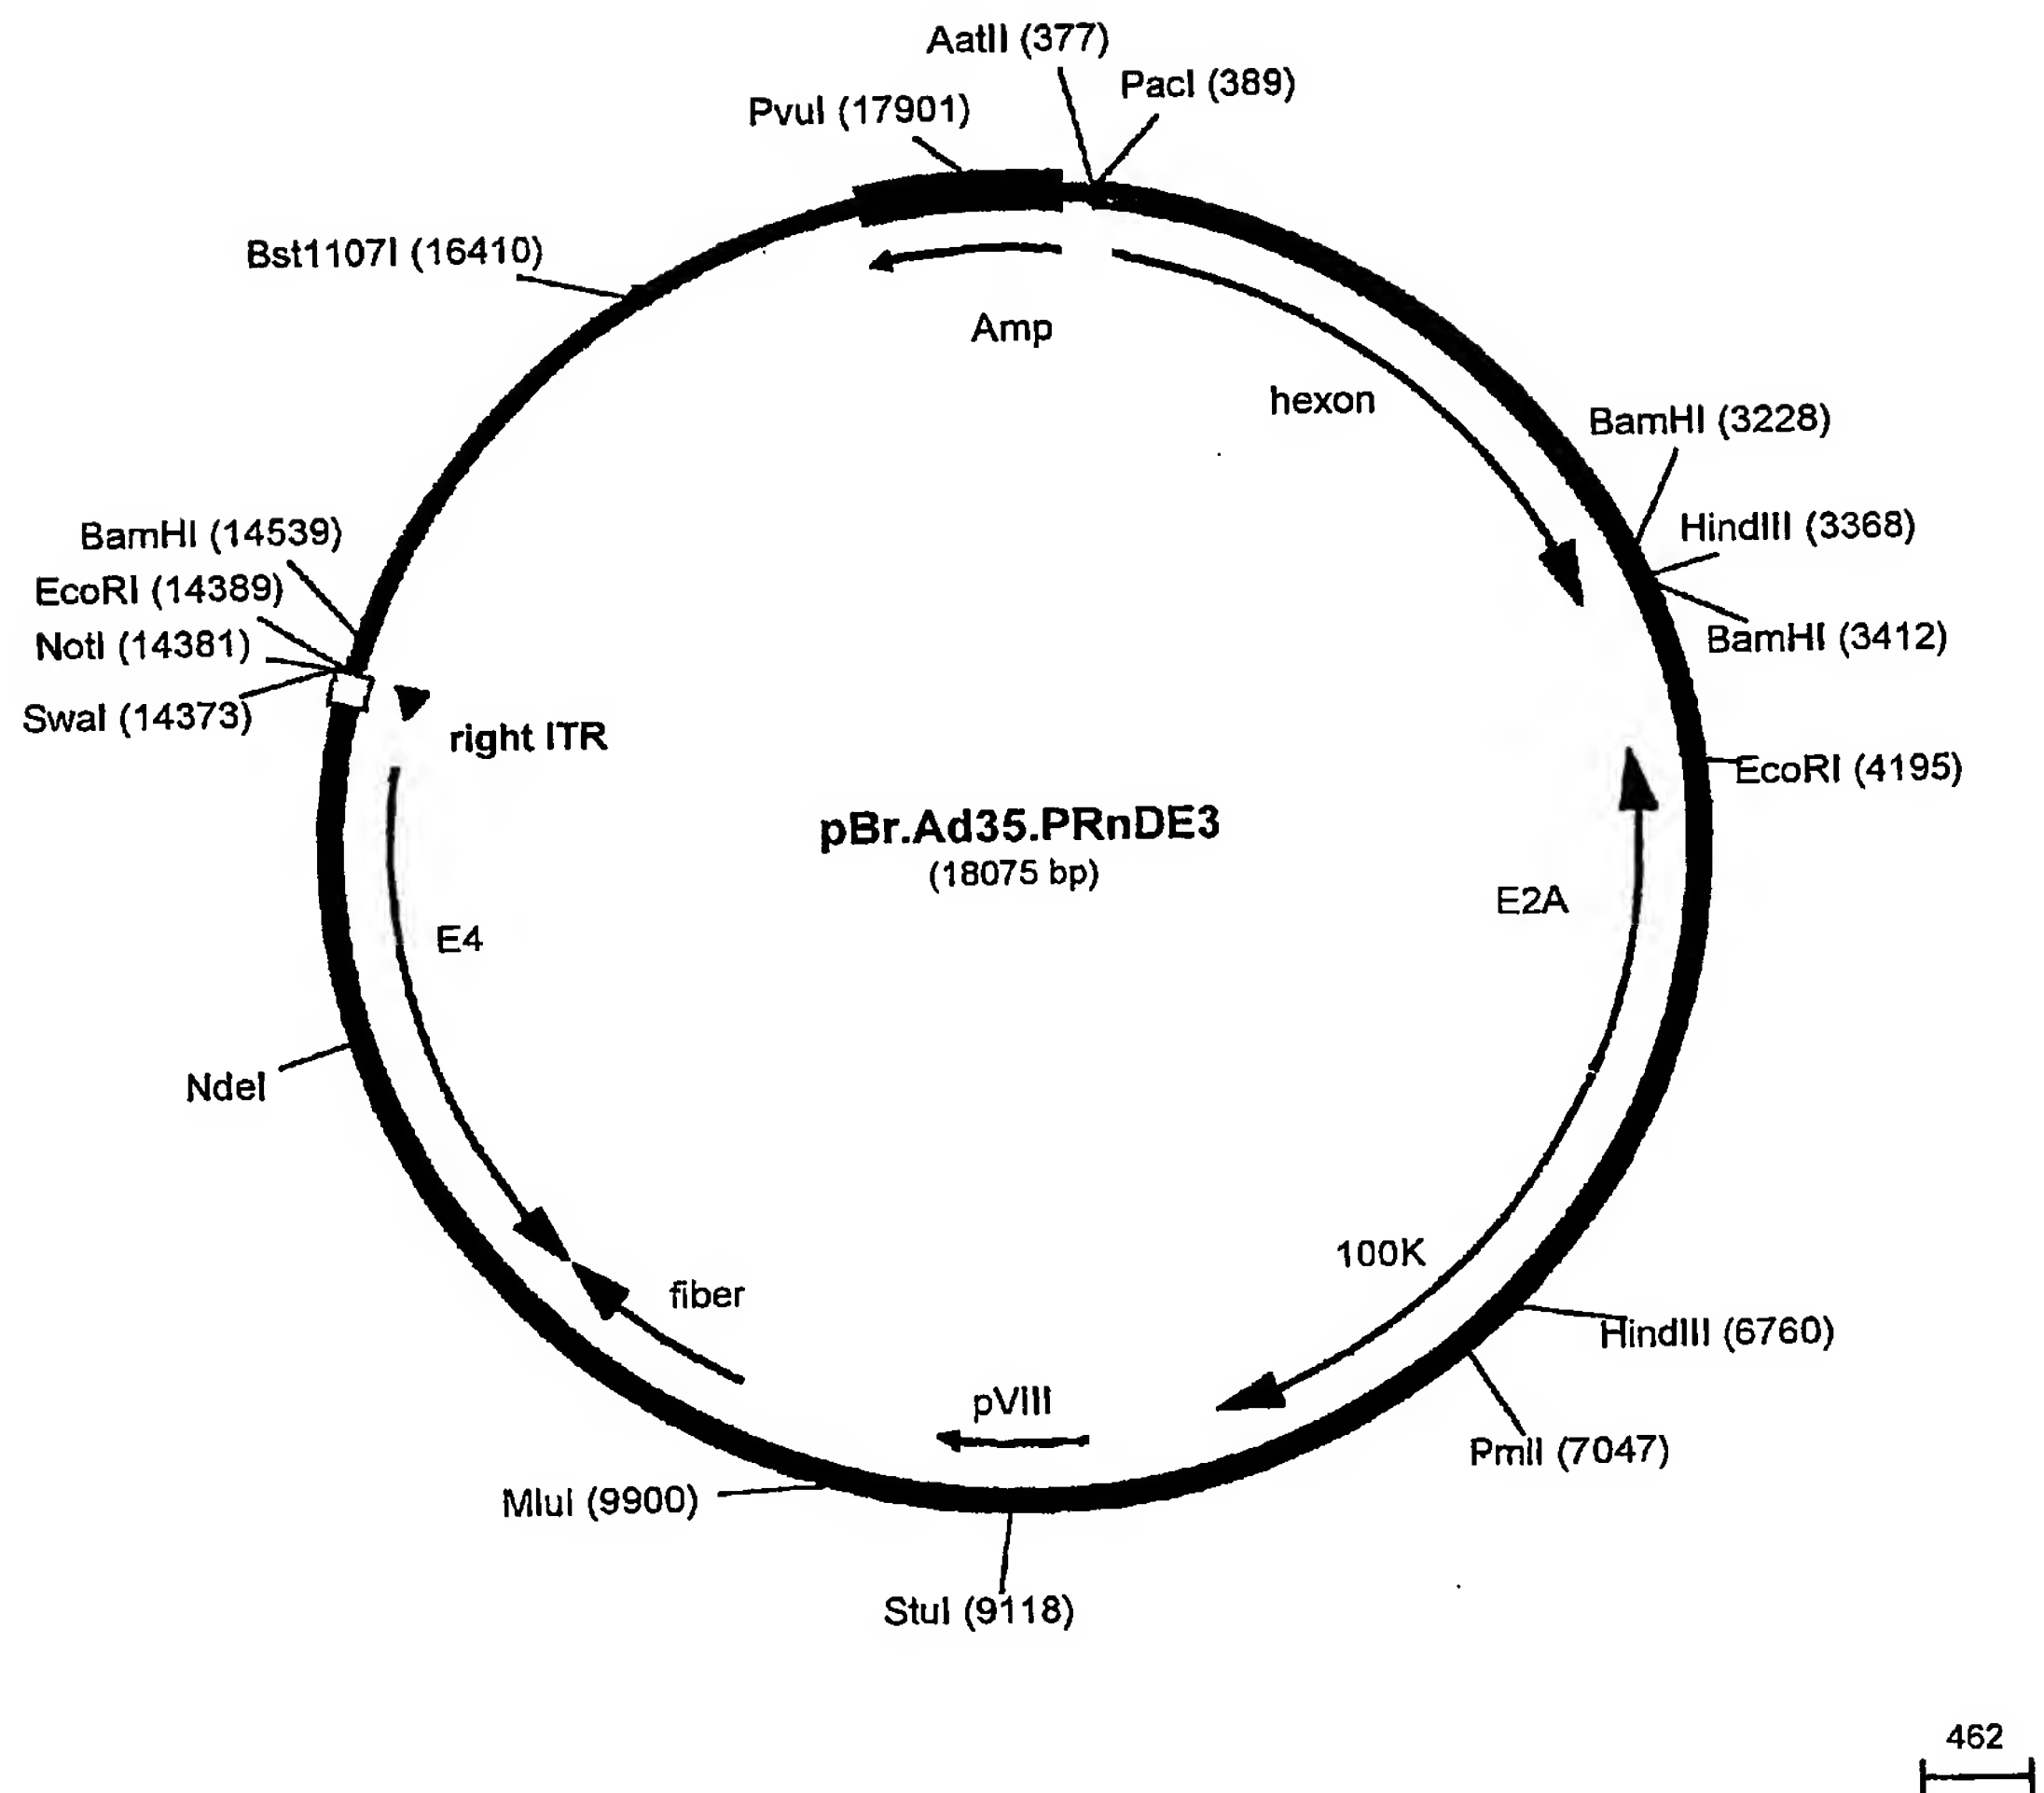 AatII (377)
PacI (389)
PvuI (17901)
Bst1107I (16410)
Amp
hexon
BamHI (3228)
HindIII (3368)
BamHI (3412)
BamHI (14539)
EcoRI (14389)
NotI (14381)
SwaI (14373)
right ITR
EcoRI (4195)
pBr.Ad35.PRnDE3
(18075 bp)
E2A
E4
NdeI
100K
fiber
HindIII (6760)
pVIII
PmlI (7047)
MluI (9900)
StuI (9118)
462